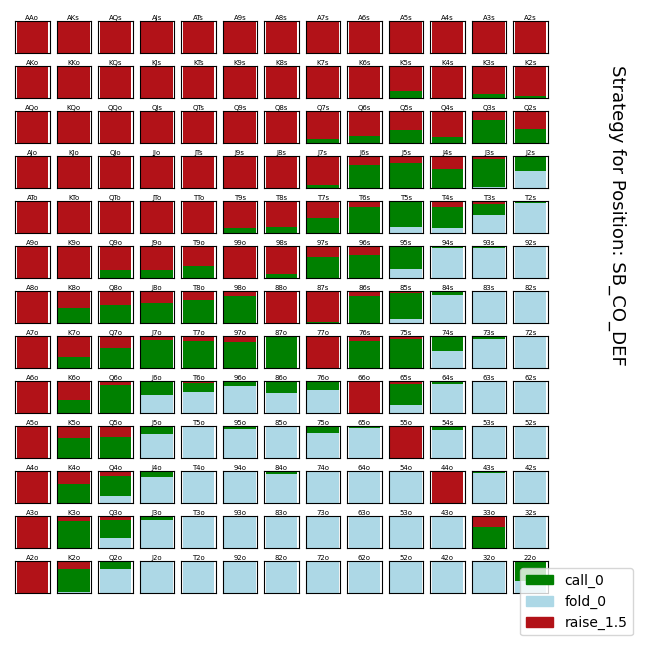 AAo AKs AQs AJs ATs A9s A8s A7s A6s A5s A4s A3s A2s
AKo KKo KQs KJs KTs K9s K8s K7s K6s K5s K4s K3s K2s
AQo KQo QQo QJs QTs Q9s Q8s Q7s Q6s Q5s Q4s Q3s Q2s
AJo KJo QJo JJo JTs J9s J8s J7s J6s J5s J4s J3s J2s
ATo KTo QTo JTo TTo T9s T8s T7s T6s T5s T4s T3s T2s
A9o K9o Q9o J9o T9o 99o 98s 97s 96s 95s 94s 93s 92s
A8o K8o Q8o J8o T8o 98o 88o 87s 86s 85s 84s 83s 82s
A7o K7o Q7o J7o T7o 97o 87o 77o 76s 75s 74s 73s 72s
A6o K6o Q6o J6o T6o 96o 86o 76o 66o 65s 64s 63s 62s
A5o K5o Q5o J5o T5o 95o 85o 75o 65o 55o 54s 53s 52s
A4o K4o Q4o J4o T4o 94o 84o 74o 64o 54o 44o 43s 42s
A3o K3o Q3o J3o T3o 93o 83o 73o 63o 53o 43o 33o 32s
A2o K2o Q2o J2o T2o 92o 82o 72o 62o 52o 42o 32o 22o
Strategy for Position: SB_CO_DEF
call_0
fold_0
raise_1.5